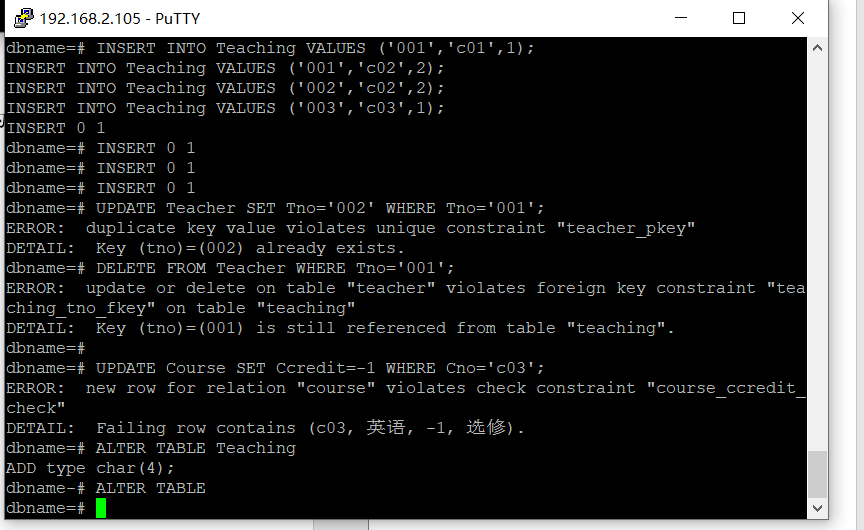 192.168.2.105 - PuTTY
dbname=# INSERT INTO Teaching VALUES ('001','c01',1);
INSERT INTO Teaching VALUES ('001','c02',2);
INSERT INTO Teaching VALUES ('002','c02',2);
INSERT INTO Teaching VALUES ('003','c03',1);
INSERT 0 1
dbname=# INSERT 0 1
dbname=# INSERT 0 1
dbname=# INSERT 0 1
dbname=# UPDATE Teacher SET Tno='002' WHERE Tno='001';
ERROR:  duplicate key value violates unique constraint "teacher_pkey"
DETAIL:  Key (tno)=(002) already exists.
dbname=# DELETE FROM Teacher WHERE Tno='001';
ERROR:  update or delete on table "teacher" violates foreign key constraint "tea
ching_tno_fkey" on table "teaching"
DETAIL:  Key (tno)=(001) is still referenced from table "teaching".
dbname=#
dbname=# UPDATE Course SET Ccredit=-1 WHERE Cno='c03';
ERROR:  new row for relation "course" violates check constraint "course_ccredit_
check"
DETAIL:  Failing row contains (c03, 英语, -1, 选修).
dbname=# ALTER TABLE Teaching
ADD type char(4);
dbname-# ALTER TABLE
dbname=#